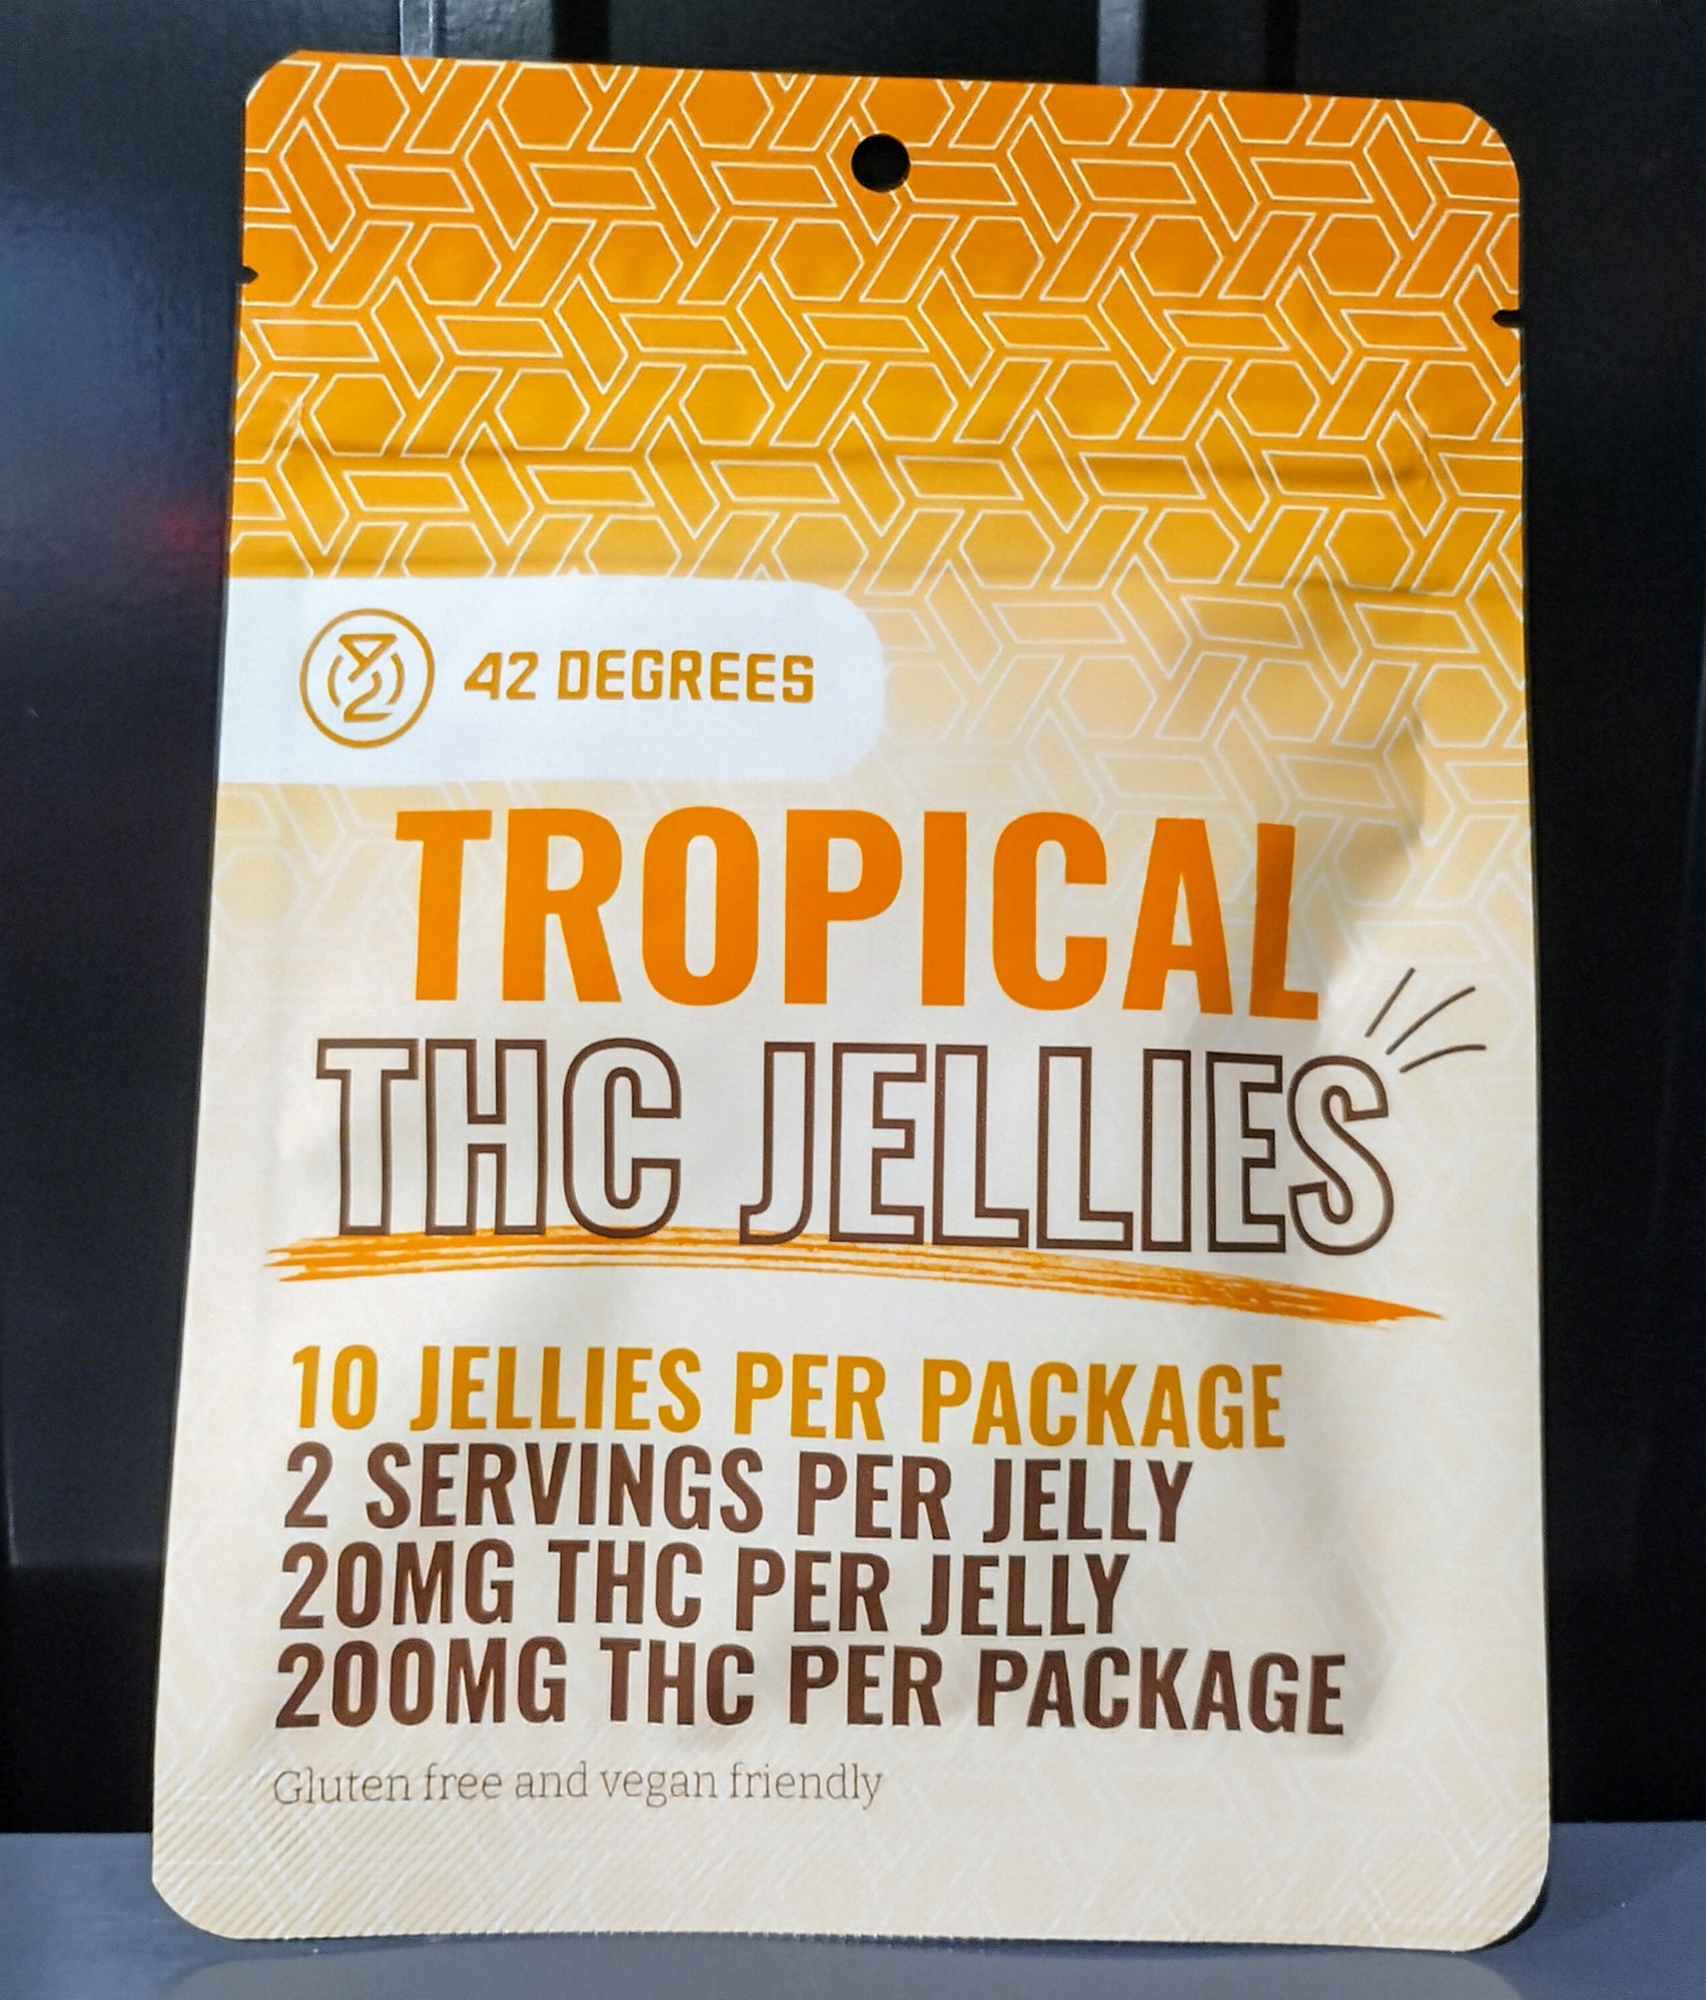 42 DEGREES
TROPICAL
THC JELLIES
10 JELLIES PER PACKAGE
2 SERVINGS PER JELLY
20MG THC PER JELLY
200MG THC PER PACKAGE
Gluten free and vegan friendly